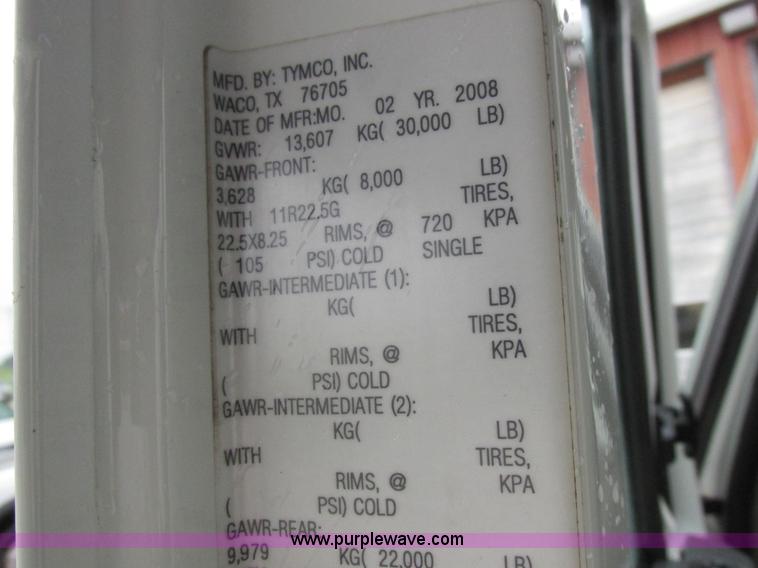 MFD. BY: TYMCO, INC.
WACO, TX 76705
DATE OF MFR:MO. 02 YR. 2008
GVWR: 13,607 KG( 30,000 LB)
GAWR-FRONT:
3,628 KG( 8,000 LB)
WITH 11R22.5G TIRES,
22.5X8.25 RIMS, @ 720 KPA
( 105 PSI) COLD SINGLE
GAWR-INTERMEDIATE (1):
KG( LB)
WITH TIRES,
RIMS, @ KPA
( PSI) COLD
GAWR-INTERMEDIATE (2):
KG( LB)
WITH TIRES,
RIMS, @ KPA
( PSI) COLD
GAWR-REAR:
9,979 KG( 22,000 LB)
www.purplewave.com